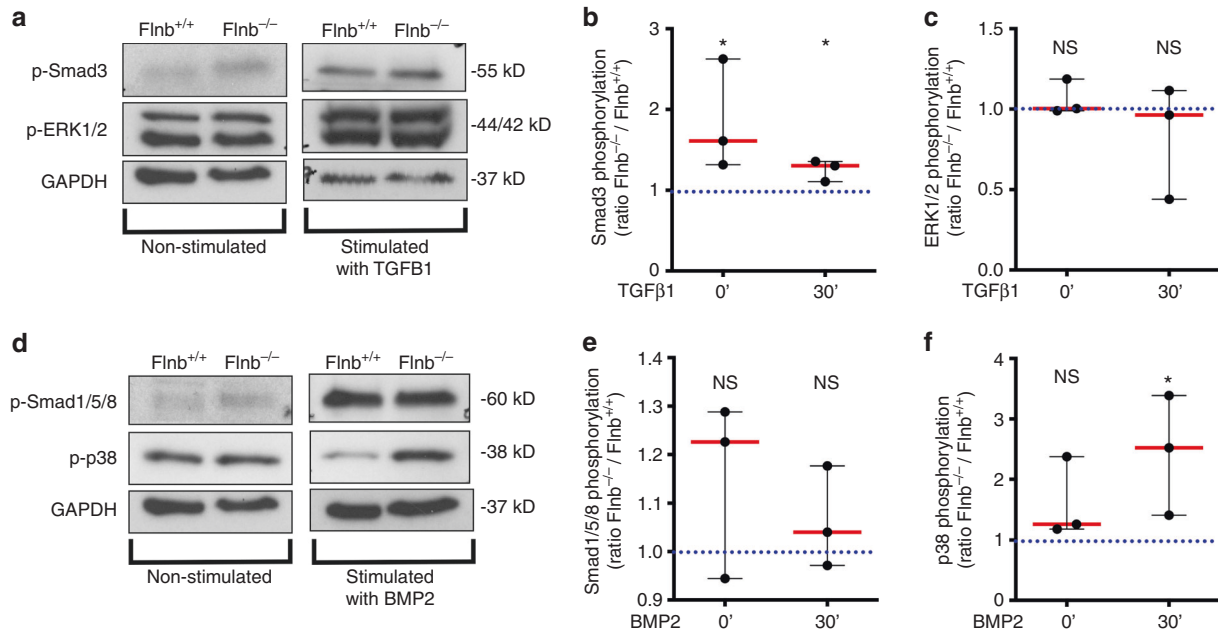 a
Flnb+/+ Flnb−/− Flnb+/+ Flnb−/−
p-Smad3
-55 kD
p-ERK1/2
-44/42 kD
GAPDH
-37 kD
Non-stimulated
Stimulated
with TGFB1
b
Smad3 phosphorylation
(ratio Flnb−/− / Flnb+/+)
3
2
1
0
* *
TGFβ1 0' 30'
c
ERK1/2 phosphorylation
(ratio Flnb−/− / Flnb+/+)
1.5
1.0
0.5
0.0
NS NS
TGFβ1 0' 30'
d
Flnb+/+ Flnb−/− Flnb+/+ Flnb−/−
p-Smad1/5/8
-60 kD
p-p38
-38 kD
GAPDH
-37 kD
Non-stimulated
Stimulated
with BMP2
e
Smad1/5/8 phosphorylation
(ratio Flnb−/− / Flnb+/+)
1.4
1.3
1.2
1.1
1.0
0.9
NS NS
BMP2 0' 30'
f
p38 phosphorylation
(ratio Flnb−/− / Flnb+/+)
4
3
2
1
0
NS *
BMP2 0' 30'